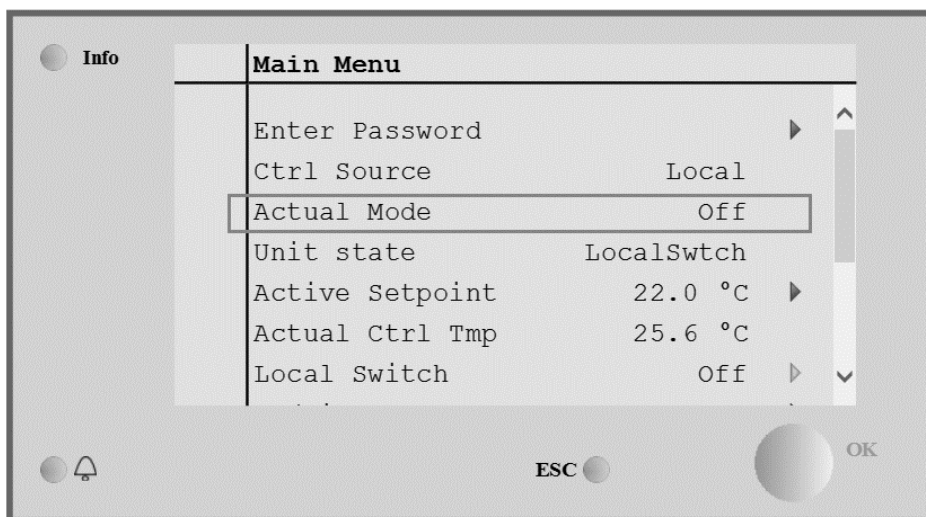 Info
Main Menu
Enter Password
Ctrl Source Local
Actual Mode Off
Unit state LocalSwtch
Active Setpoint 22.0 °C
Actual Ctrl Tmp 25.6 °C
Local Switch Off
ESC
OK